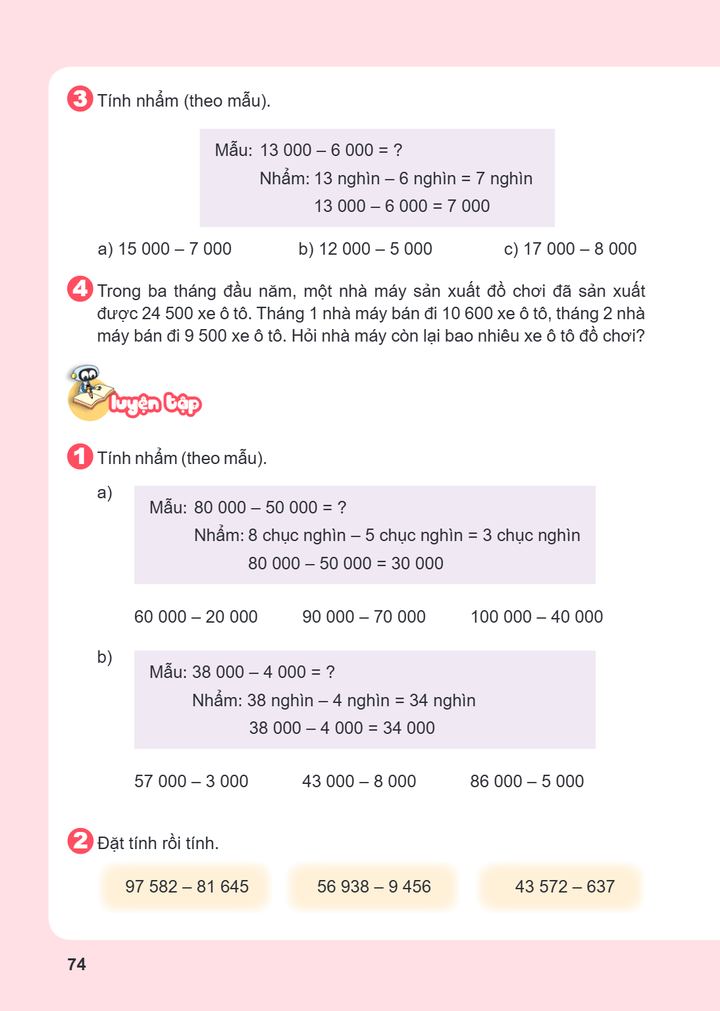 3 Tính nhẩm (theo mẫu).
Mẫu: 13 000 – 6 000 = ?
Nhẩm: 13 nghìn – 6 nghìn = 7 nghìn
13 000 – 6 000 = 7 000
a) 15 000 – 7 000 b) 12 000 – 5 000 c) 17 000 – 8 000
4 Trong ba tháng đầu năm, một nhà máy sản xuất đồ chơi đã sản xuất
được 24 500 xe ô tô. Tháng 1 nhà máy bán đi 10 600 xe ô tô, tháng 2 nhà
máy bán đi 9 500 xe ô tô. Hỏi nhà máy còn lại bao nhiêu xe ô tô đồ chơi?
luyện tập
1 Tính nhẩm (theo mẫu).
a)
Mẫu: 80 000 – 50 000 = ?
Nhẩm: 8 chục nghìn – 5 chục nghìn = 3 chục nghìn
80 000 – 50 000 = 30 000
60 000 – 20 000 90 000 – 70 000 100 000 – 40 000
b)
Mẫu: 38 000 – 4 000 = ?
Nhẩm: 38 nghìn – 4 nghìn = 34 nghìn
38 000 – 4 000 = 34 000
57 000 – 3 000 43 000 – 8 000 86 000 – 5 000
2 Đặt tính rồi tính.
97 582 – 81 645 56 938 – 9 456 43 572 – 637
74